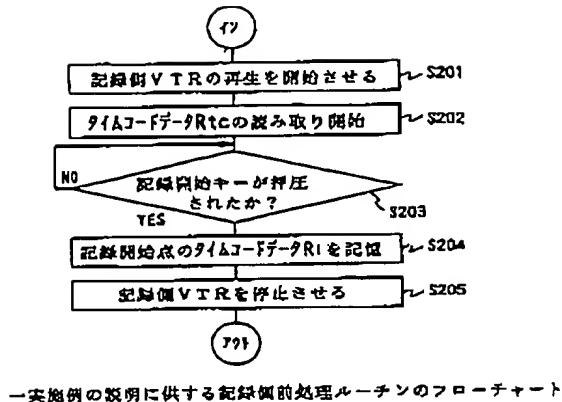 イン
記録側VTRの再生を開始させる
S201
タイムコードデータRtcの読み取り開始
S202
NO
記録開始キーが押圧
されたか?
S203
YES
記録開始点のタイムコードデータRIを記憶
S204
記録側VTRを停止させる
S205
アウト
一実施例の説明に供する記録側前処理ルーチンのフローチャート